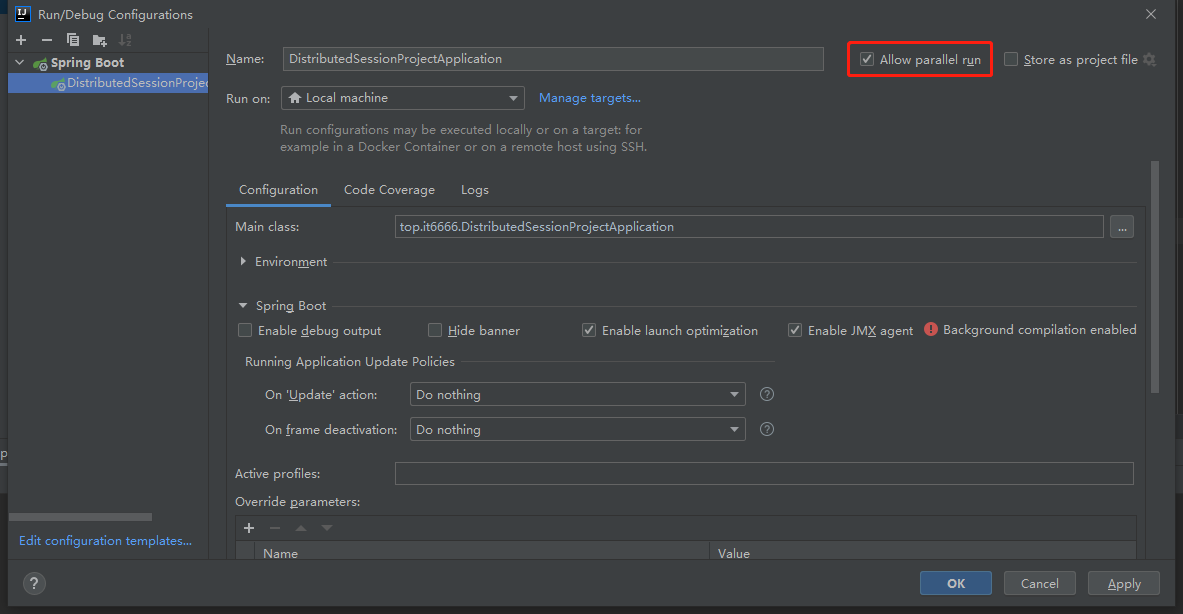 Run/Debug Configurations
Name: DistributedSessionProjectApplication Allow parallel run Store as project file
Spring Boot
DistributedSessionProjec
Run on: Local machine Manage targets...
Run configurations may be executed locally or on a target: for
example in a Docker Container or on a remote host using SSH.
Configuration Code Coverage Logs
Main class: top.it6666.DistributedSessionProjectApplication ...
Environment
Spring Boot
Enable debug output Hide banner Enable launch optimization Enable JMX agent Background compilation enabled
Running Application Update Policies
On 'Update' action: Do nothing ?
On frame deactivation: Do nothing ?
Active profiles:
Override parameters:
Name Value
Edit configuration templates...
? OK Cancel Apply